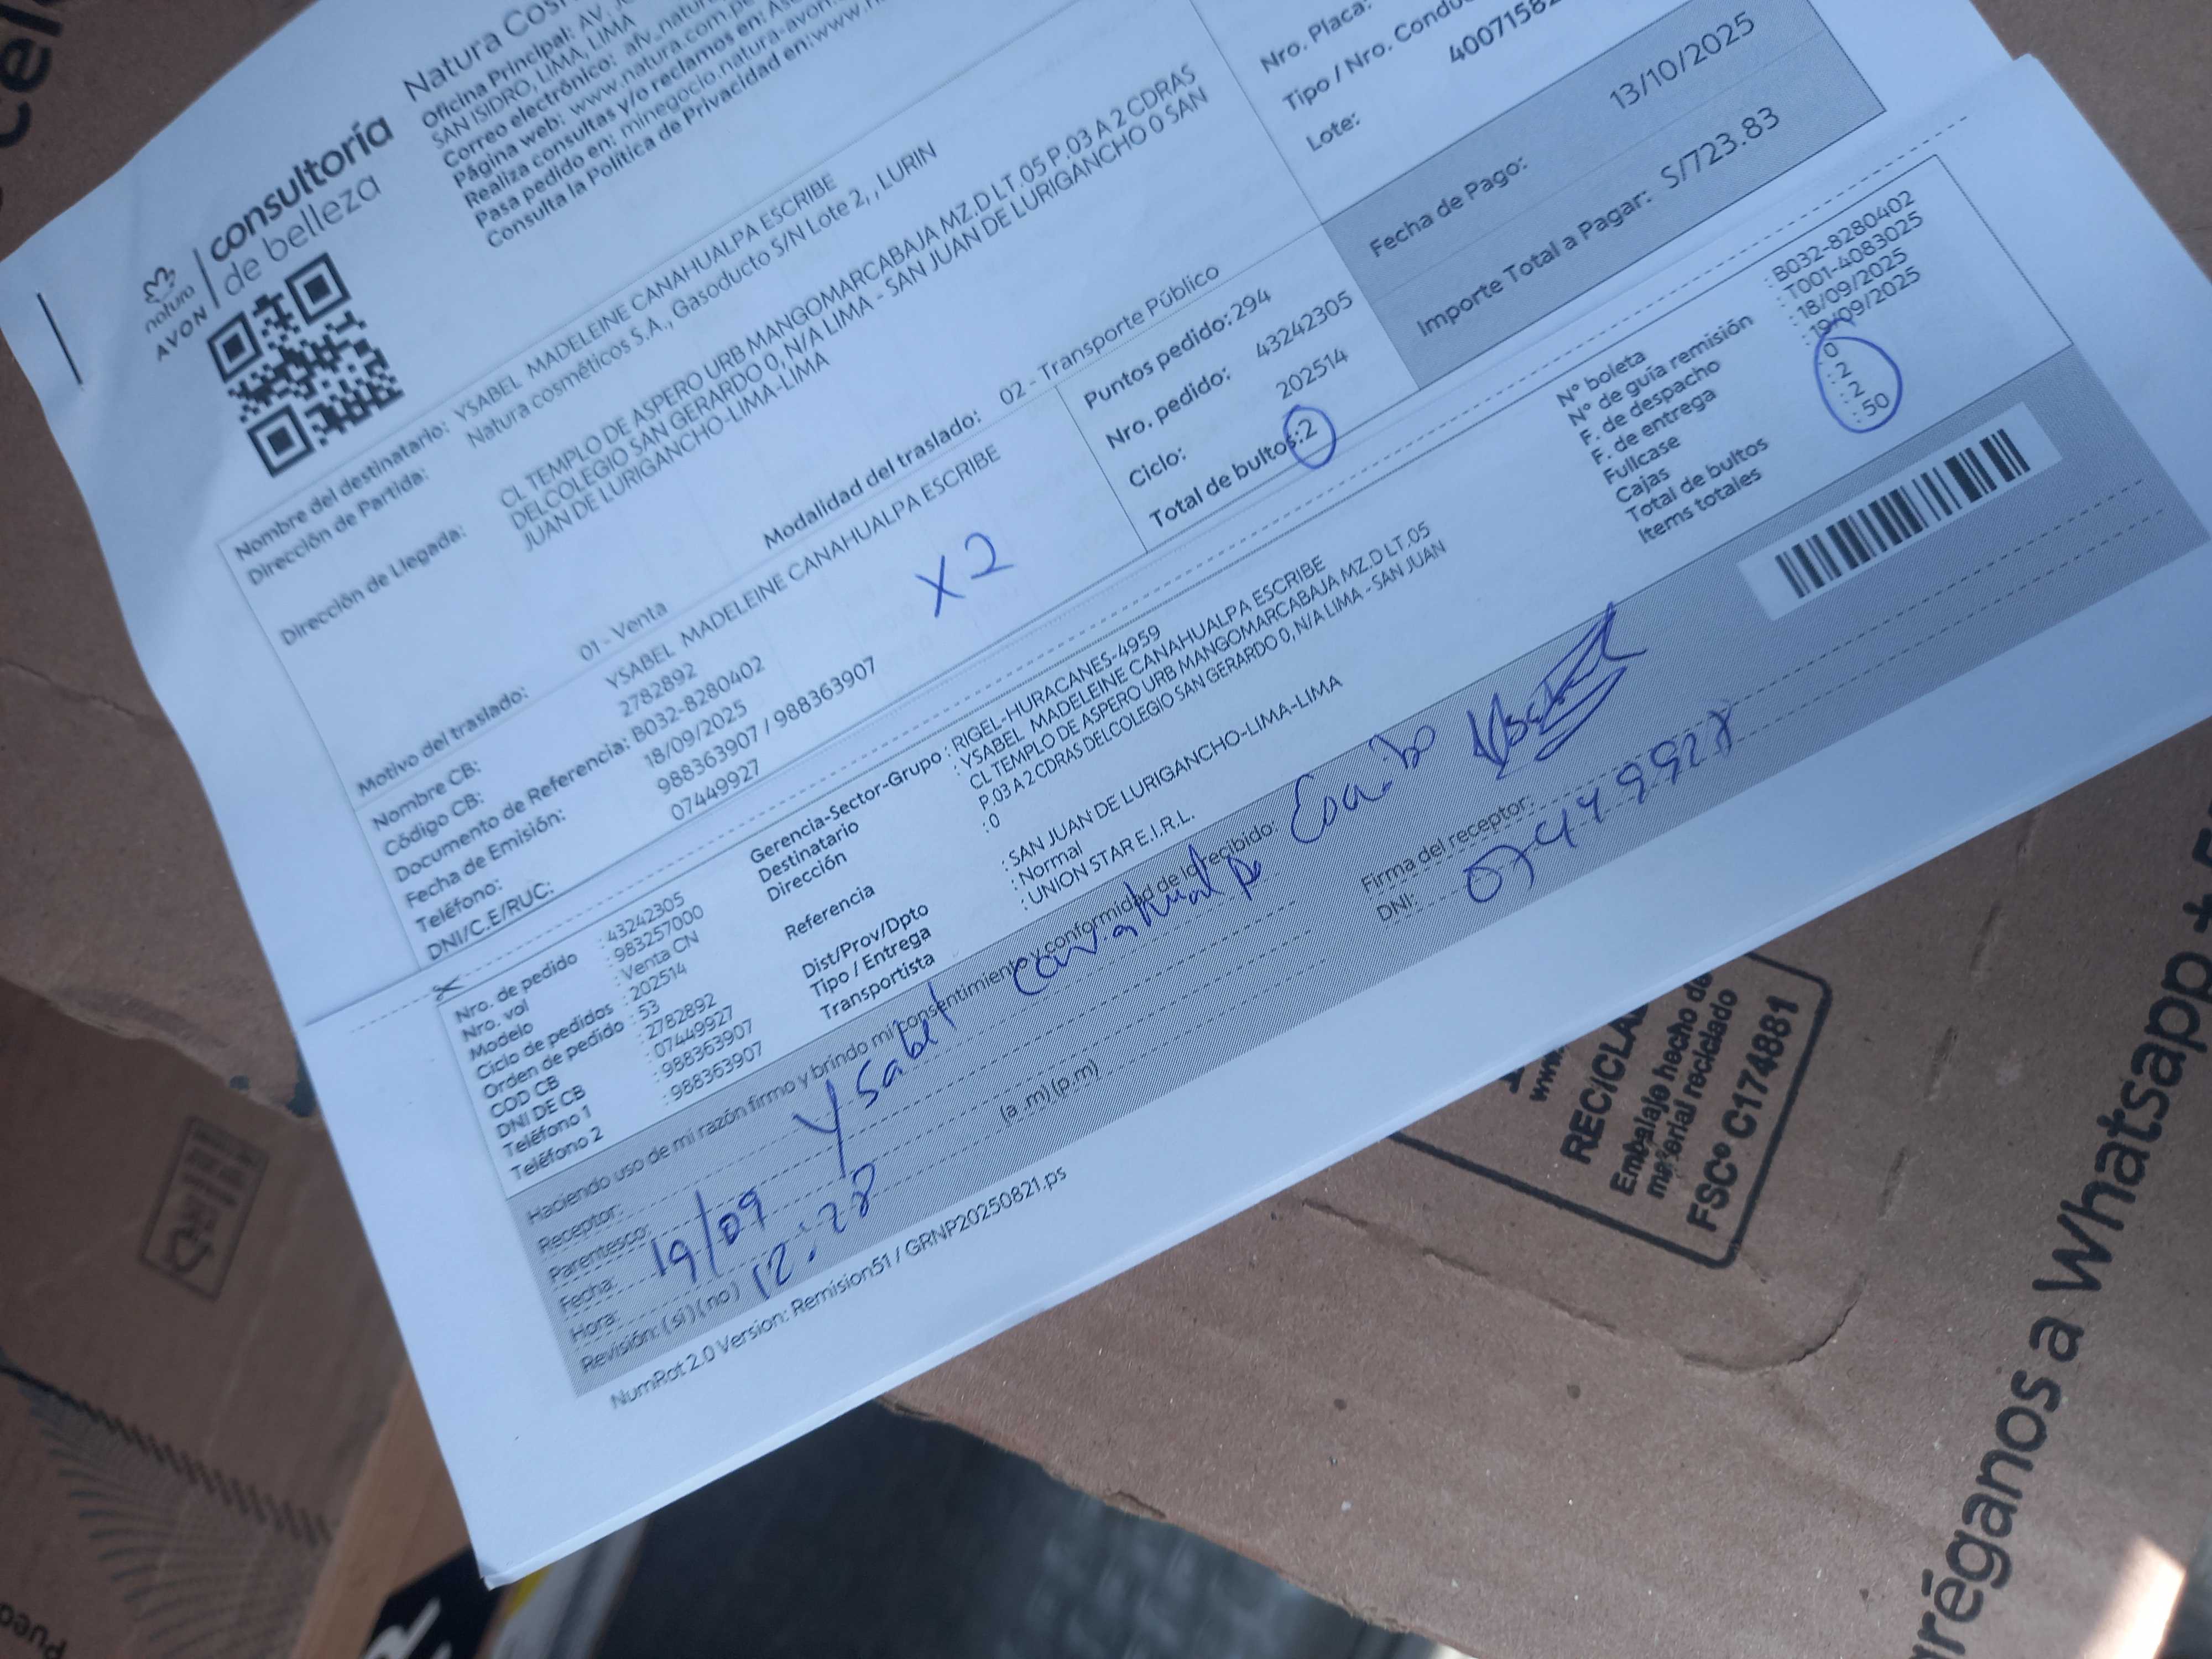 natura
AVON
consultoría
de belleza
Natura
Oficina Principal: AV.
SAN ISIDRO, LIMA, LIMA
Correo electrónico:
Página web: www.natura.com.pe
Realiza consultas y/o reclamos en:
Pasa pedido en: minegocio.natura-avon.
Consulta la Política de Privacidad en:www.
Nro. Placa:
Tipo / Nro.
Lote: 4007158
Nombre del destinatario: YSABEL MADELEINE CANAHUALPA ESCRIBE
Dirección de Partida: Natura cosméticos S.A., Gasoducto S/N Lote 2, , LURIN
Dirección de Llegada: CL TEMPLO DE ASPERO URB MANGOMARCABAJA MZ.D LT.05 P.03 A 2 CDRAS
DELCOLEGIO SAN GERARDO 0, N/A LIMA - SAN JUAN DE LURIGANCHO 0 SAN
JUAN DE LURIGANCHO-LIMA-LIMA
Motivo del traslado: 01 - Venta Modalidad del traslado: 02 - Transporte Público
Fecha de Pago: 13/10/2025
Importe Total a Pagar: S/723.83
Nombre CB: YSABEL MADELEINE CANAHUALPA ESCRIBE
Código CB: 2782892
Documento de Referencia: B032-8280402
Fecha de Emisión: 18/09/2025
Teléfono: 988363907 / 988363907
DNI/C.E/RUC: 07449927
X2
Puntos pedido: 294
Nro. pedido: 43242305
Ciclo: 202514
Total de bultos: 2
Nro. de pedido : 43242305
Nro. vol : 983257000
Modelo : Venta CN
Ciclo de pedidos : 202514
Orden de pedido : 53
COD CB : 2782892
DNI DE CB : 07449927
Teléfono 1 : 988363907
Teléfono 2 : 988363907
Gerencia-Sector-Grupo : RIGEL-HURACANES-4959
Destinatario : YSABEL MADELEINE CANAHUALPA ESCRIBE
Dirección CL TEMPLO DE ASPERO URB MANGOMARCABAJA MZ.D LT.05
P.03 A 2 CDRAS DELCOLEGIO SAN GERARDO 0, N/A LIMA - SAN JUAN
Referencia :0
Dist/Prov/Dpto : SAN JUAN DE LURIGANCHO-LIMA-LIMA
Tipo / Entrega : Normal
Transportista : UNION STAR E.I.R.L.
N° boleta : B032-8280402
N° de guía remisión : T001-4083025
F. de despacho : 18/09/2025
F. de entrega : 19/09/2025
Fullcase : 0
Cajas : 2
Total de bultos : 2
Items totales : 50
Haciendo uso de mi razón firmo y brindo mi consentimiento y conformidad de lo recibido:
Receptor: Ysabel Canahualpa
Parentesco:
Fecha: 19/09
Hora: 12:28 (a .m) (p.m)
Revisión: ( si ) ( no )
Firma del receptor:
DNI: 07449927
NumRot 2.0 Version: Remision51 / GRNP20250821.ps
RECICLA
Embalaje hecho de
material reciclado
FSC® C174881
gréganos a Whatsapp +